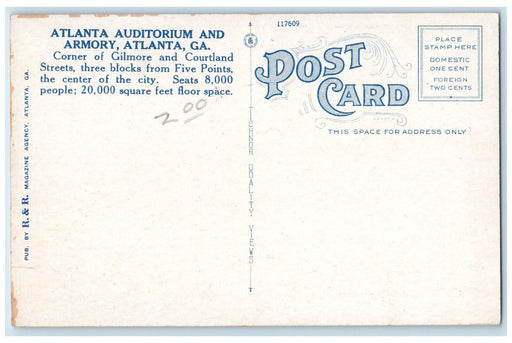 ATLANTA AUDITORIUM AND
ARMORY, ATLANTA, GA.
Corner of Gilmore and Courtland
Streets, three blocks from Five Points,
the center of the city. Seats 8,000
people; 20,000 square feet floor space.
2 00
PUB. BY R. & R. MAGAZINE AGENCY, ATLANTA, GA.
TICHNOR QUALITY VIEWS
117609
POST
CARD
THIS SPACE FOR ADDRESS ONLY
PLACE
STAMP HERE
DOMESTIC
ONE CENT
FOREIGN
TWO CENTS